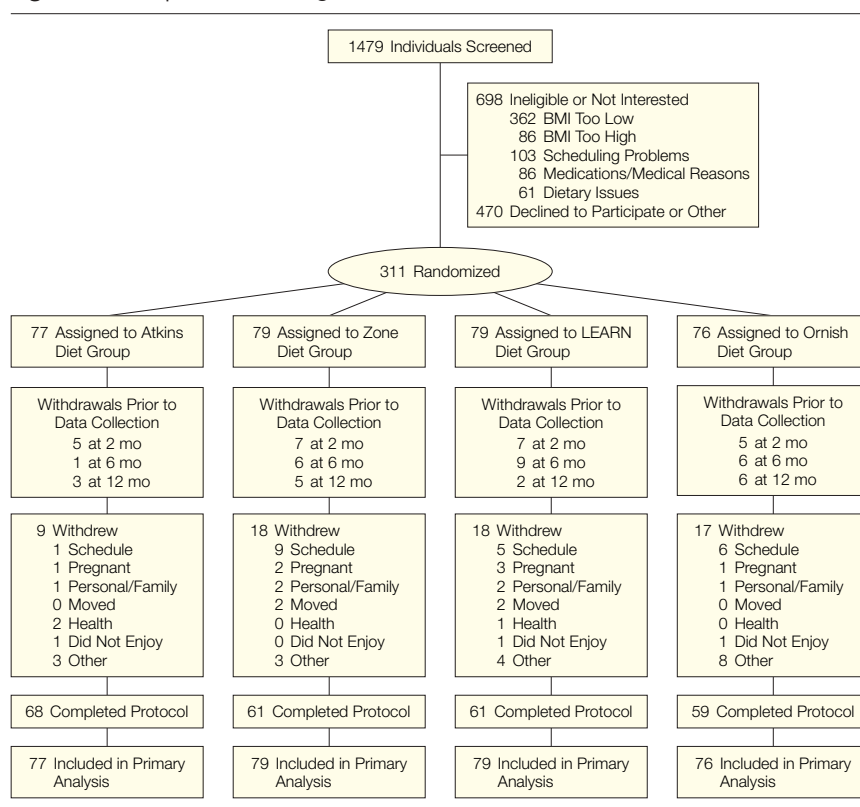 1479 Individuals Screened
698 Ineligible or Not Interested
362 BMI Too Low
86 BMI Too High
103 Scheduling Problems
86 Medications/Medical Reasons
61 Dietary Issues
470 Declined to Participate or Other
311 Randomized
77 Assigned to Atkins
Diet Group
79 Assigned to Zone
Diet Group
79 Assigned to LEARN
Diet Group
76 Assigned to Ornish
Diet Group
Withdrawals Prior to
Data Collection
5 at 2 mo
1 at 6 mo
3 at 12 mo
Withdrawals Prior to
Data Collection
7 at 2 mo
6 at 6 mo
5 at 12 mo
Withdrawals Prior to
Data Collection
7 at 2 mo
9 at 6 mo
2 at 12 mo
Withdrawals Prior to
Data Collection
5 at 2 mo
6 at 6 mo
6 at 12 mo
9 Withdrew
1 Schedule
1 Pregnant
1 Personal/Family
0 Moved
2 Health
1 Did Not Enjoy
3 Other
18 Withdrew
9 Schedule
2 Pregnant
2 Personal/Family
2 Moved
0 Health
0 Did Not Enjoy
3 Other
18 Withdrew
5 Schedule
3 Pregnant
2 Personal/Family
2 Moved
1 Health
1 Did Not Enjoy
4 Other
17 Withdrew
6 Schedule
1 Pregnant
1 Personal/Family
0 Moved
0 Health
1 Did Not Enjoy
8 Other
68 Completed Protocol
61 Completed Protocol
61 Completed Protocol
59 Completed Protocol
77 Included in Primary
Analysis
79 Included in Primary
Analysis
79 Included in Primary
Analysis
76 Included in Primary
Analysis